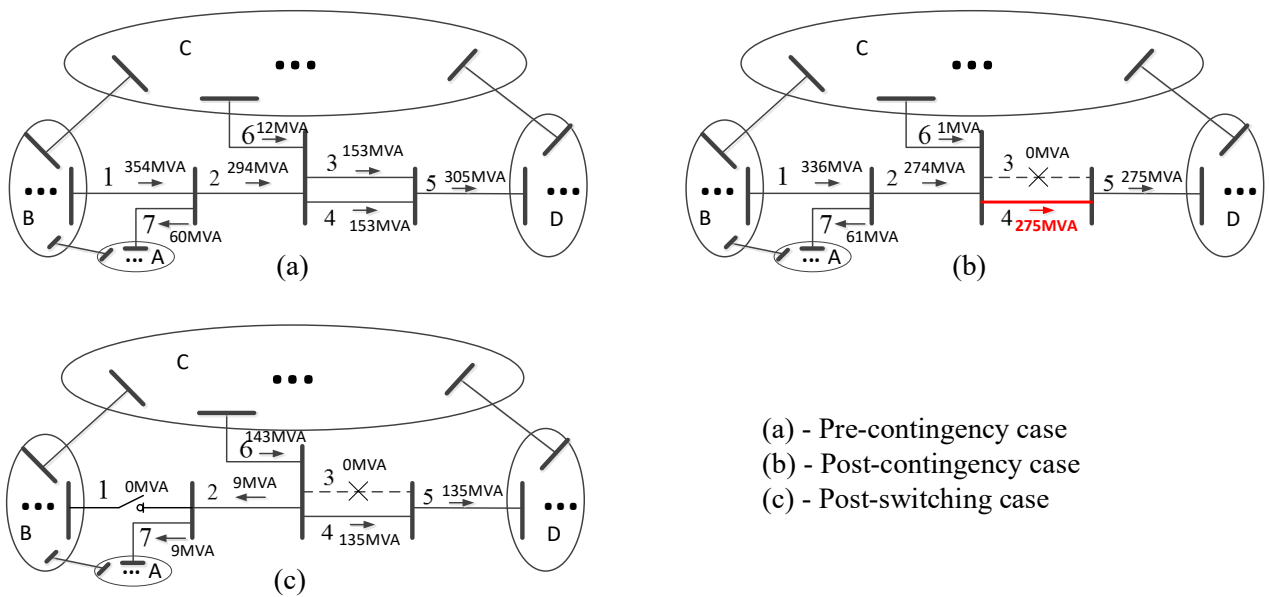 C
•••
6 12MVA
3 153MVA
1 354MVA
2 294MVA
5 305MVA
•••
B
•••
D
7 60MVA
4 153MVA
••• A
(a)
C
•••
6 1MVA
3 0MVA
1 336MVA
2 274MVA
5 275MVA
•••
B
•••
D
7 61MVA
4 275MVA
••• A
(b)
C
•••
6 143MVA
3 0MVA
1 0MVA
2 9MVA
5 135MVA
•••
B
•••
D
7 9MVA
4 135MVA
••• A
(c)
(a) - Pre-contingency case
(b) - Post-contingency case
(c) - Post-switching case